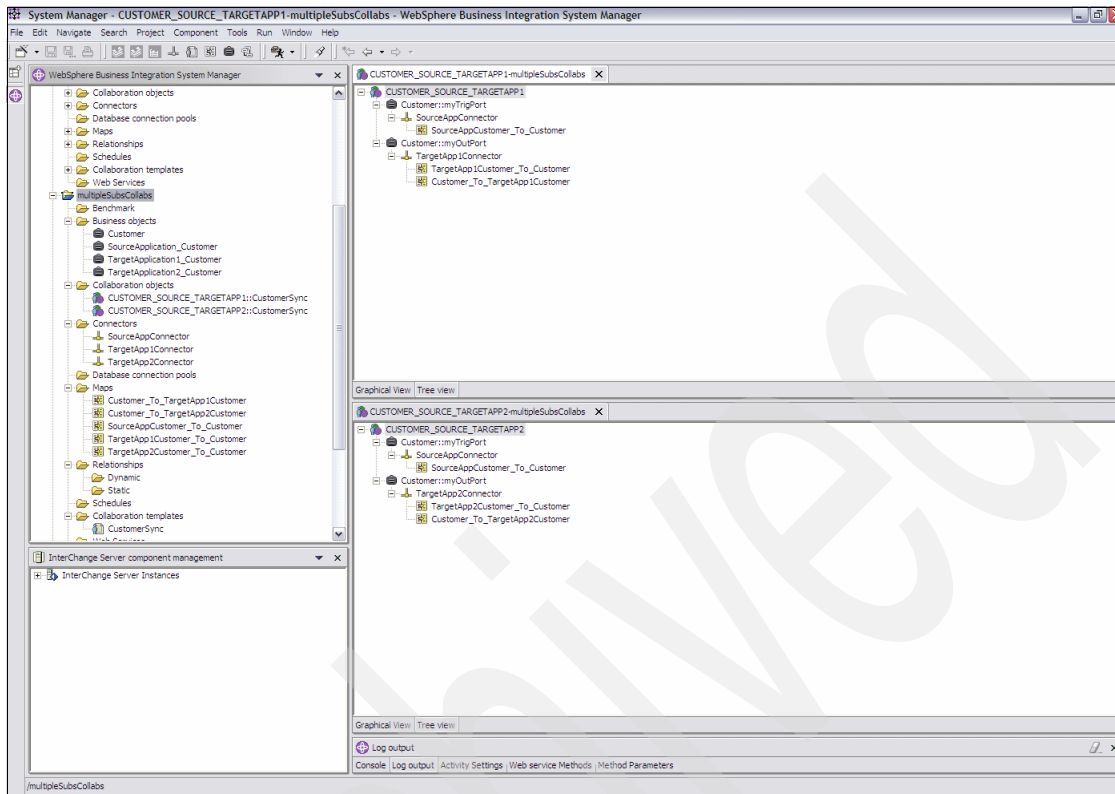 System Manager - CUSTOMER_SOURCE_TARGETAPP1-multipleSubsCollabs - WebSphere Business Integration System Manager
File Edit Navigate Search Project Component Tools Run Window Help
WebSphere Business Integration System Manager
Collaboration objects
Connectors
Database connection pools
Maps
Relationships
Schedules
Collaboration templates
Web Services
multipleSubsCollabs
Benchmark
Business objects
Customer
SourceApplication_Customer
TargetApplication1_Customer
TargetApplication2_Customer
Collaboration objects
CUSTOMER_SOURCE_TARGETAPP1::CustomerSync
CUSTOMER_SOURCE_TARGETAPP2::CustomerSync
Connectors
SourceAppConnector
TargetApp1Connector
TargetApp2Connector
Database connection pools
Maps
Customer_To_TargetApp1Customer
Customer_To_TargetApp2Customer
SourceAppCustomer_To_Customer
TargetApp1Customer_To_Customer
TargetApp2Customer_To_Customer
Relationships
Dynamic
Static
Schedules
Collaboration templates
CustomerSync
Web Services
InterChange Server component management
InterChange Server Instances
CUSTOMER_SOURCE_TARGETAPP1-multipleSubsCollabs
CUSTOMER_SOURCE_TARGETAPP1
Customer::myTrigPort
SourceAppConnector
SourceAppCustomer_To_Customer
Customer::myOutPort
TargetApp1Connector
TargetApp1Customer_To_Customer
Customer_To_TargetApp1Customer
Graphical View Tree view
CUSTOMER_SOURCE_TARGETAPP2-multipleSubsCollabs
CUSTOMER_SOURCE_TARGETAPP2
Customer::myTrigPort
SourceAppConnector
SourceAppCustomer_To_Customer
Customer::myOutPort
TargetApp2Connector
TargetApp2Customer_To_Customer
Customer_To_TargetApp2Customer
Graphical View Tree view
Log output
Console Log output Activity Settings Web service Methods Method Parameters
/multipleSubsCollabs
hived